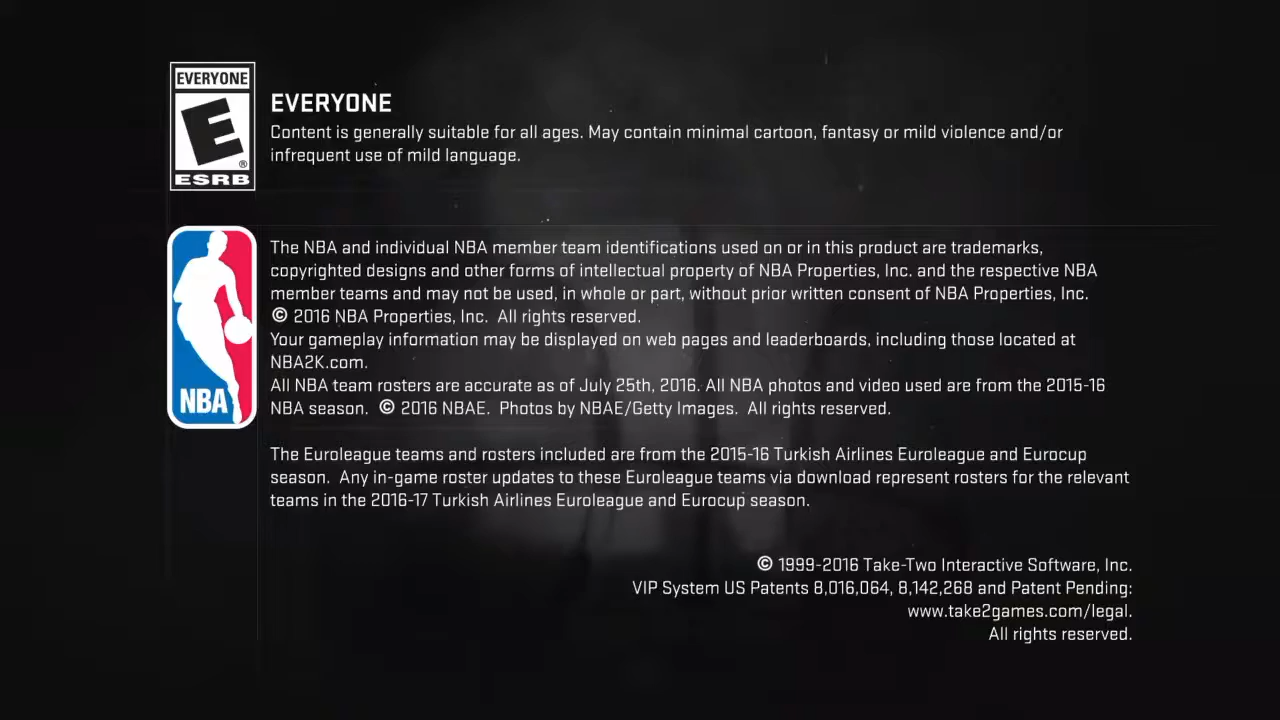 EVERYONE
E
®
ESRB
EVERYONE
Content is generally suitable for all ages. May contain minimal cartoon, fantasy or mild violence and/or
infrequent use of mild language.
NBA
The NBA and individual NBA member team identifications used on or in this product are trademarks,
copyrighted designs and other forms of intellectual property of NBA Properties, Inc. and the respective NBA
member teams and may not be used, in whole or part, without prior written consent of NBA Properties, Inc.
© 2016 NBA Properties, Inc.  All rights reserved.
Your gameplay information may be displayed on web pages and leaderboards, including those located at
NBA2K.com.
All NBA team rosters are accurate as of July 25th, 2016. All NBA photos and video used are from the 2015-16
NBA season.  © 2016 NBAE.  Photos by NBAE/Getty Images.  All rights reserved.
The Euroleague teams and rosters included are from the 2015-16 Turkish Airlines Euroleague and Eurocup
season.  Any in-game roster updates to these Euroleague teams via download represent rosters for the relevant
teams in the 2016-17 Turkish Airlines Euroleague and Eurocup season.
© 1999-2016 Take-Two Interactive Software, Inc.
VIP System US Patents 8,016,064, 8,142,268 and Patent Pending:
www.take2games.com/legal.
All rights reserved.